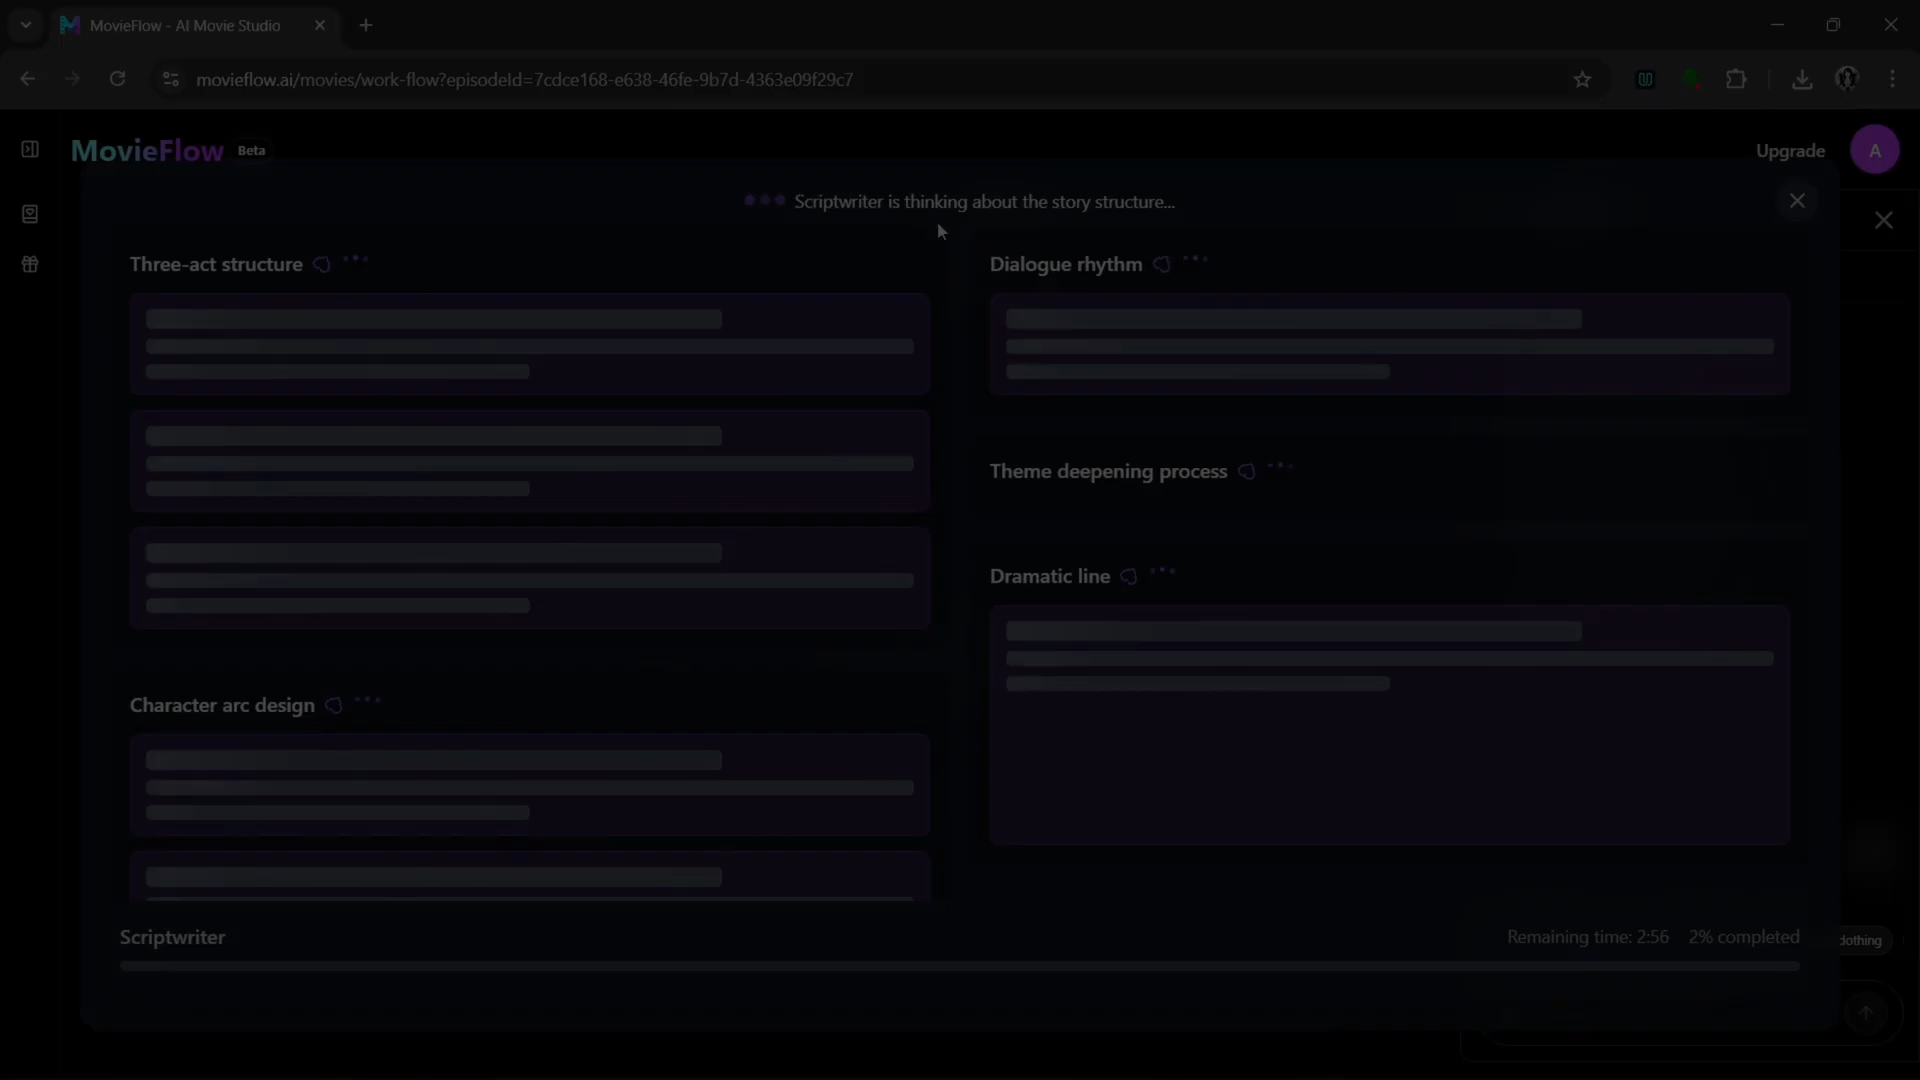 MovieFlow - AI Movie Studio
movieflow.ai/movies/work-flow?episodeId=7cdce168-e638-46fe-9b7d-4363e09f29c7
MovieFlow Beta
Upgrade
A
Scriptwriter is thinking about the story structure...
Three-act structure
Dialogue rhythm
Theme deepening process
Dramatic line
Character arc design
Scriptwriter
Remaining time: 2:56 2% completed